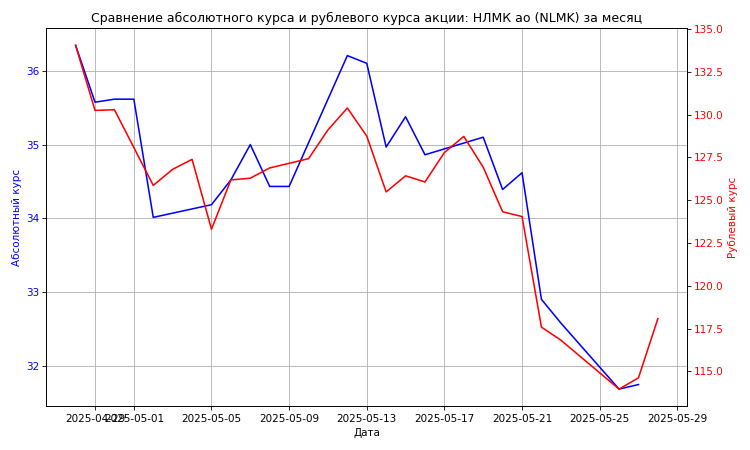 Сравнение абсолютного курса и рублевого курса акции: НЛМК ао (NLMK) за месяц
Абсолютный курс
36
35
34
33
32
135.0
132.5
130.0
127.5
125.0
122.5
120.0
117.5
115.0
Рублевый курс
2025-04-29 2025-05-01 2025-05-05 2025-05-09 2025-05-13 2025-05-17 2025-05-21 2025-05-25 2025-05-29
Дата